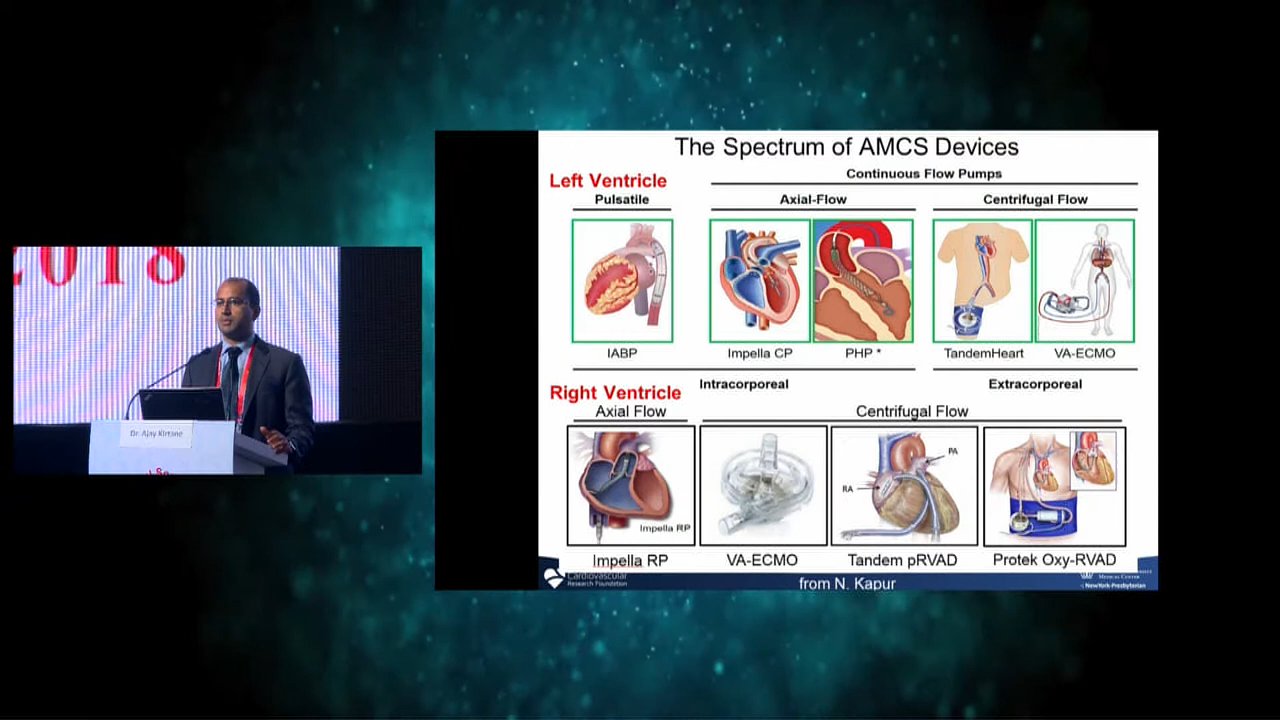 2018
Dr. Ajay Kirtane
The Spectrum of AMCS Devices
Left Ventricle
Continuous Flow Pumps
Pulsatile
Axial-Flow
Centrifugal Flow
IABP
Impella CP
PHP *
TandemHeart
VA-ECMO
Intracorporeal
Extracorporeal
Right Ventricle
Axial Flow
Centrifugal Flow
Impella RP
RA
PA
Impella RP
VA-ECMO
Tandem pRVAD
Protek Oxy-RVAD
Cardiovascular
Research Foundation
from N. Kapur
Medical Center
NewYork-Presbyterian